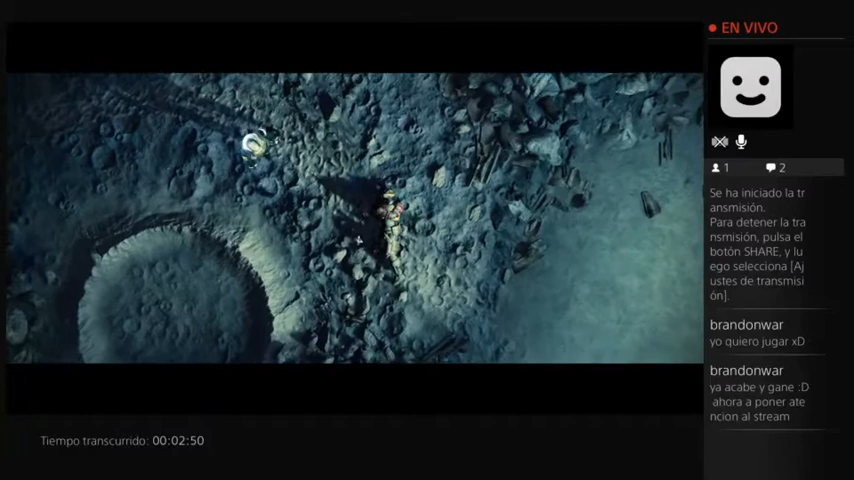 EN VIVO
1
2
Se ha iniciado la tr
ansmisión.
Para detener la tra
nsmisión, pulsa el
botón SHARE, y lu
ego selecciona [Aj
ustes de transmisi
ón].
brandonwar
yo quiero jugar xD
brandonwar
ya acabe y gane :D
ahora a poner ate
ncion al stream
Tiempo transcurrido: 00:02:50